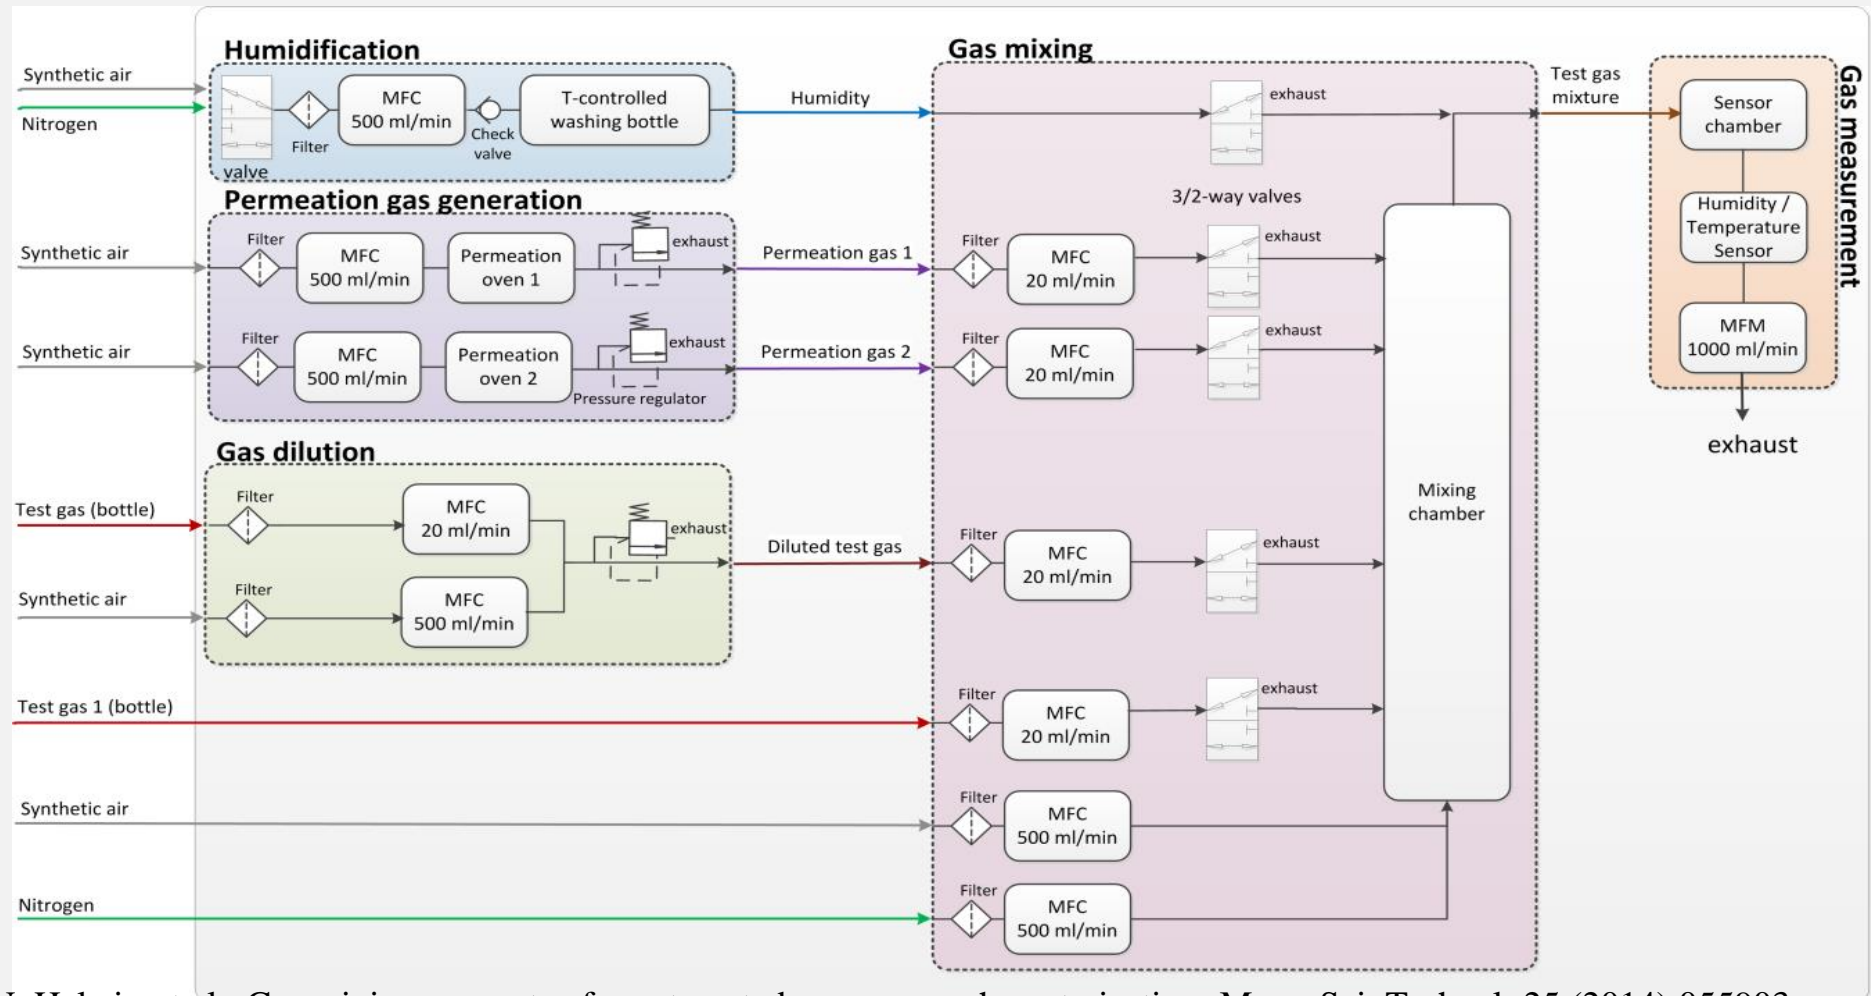 Humidification
Synthetic air
Nitrogen
valve
Filter
MFC
500 ml/min
Check
valve
T-controlled
washing bottle
Humidity
Permeation gas generation
Synthetic air
Filter
MFC
500 ml/min
Permeation
oven 1
exhaust
Permeation gas 1
Synthetic air
Filter
MFC
500 ml/min
Permeation
oven 2
exhaust
Pressure regulator
Permeation gas 2
Gas dilution
Test gas (bottle)
Filter
MFC
20 ml/min
exhaust
Synthetic air
Filter
MFC
500 ml/min
Diluted test gas
Test gas 1 (bottle)
Synthetic air
Nitrogen
Gas mixing
exhaust
3/2-way valves
Filter
MFC
20 ml/min
exhaust
Filter
MFC
20 ml/min
exhaust
Filter
MFC
20 ml/min
exhaust
Filter
MFC
20 ml/min
exhaust
Filter
MFC
500 ml/min
Filter
MFC
500 ml/min
Mixing
chamber
Test gas
mixture
Gas measurement
Sensor
chamber
Humidity /
Temperature
Sensor
MFM
1000 ml/min
exhaust